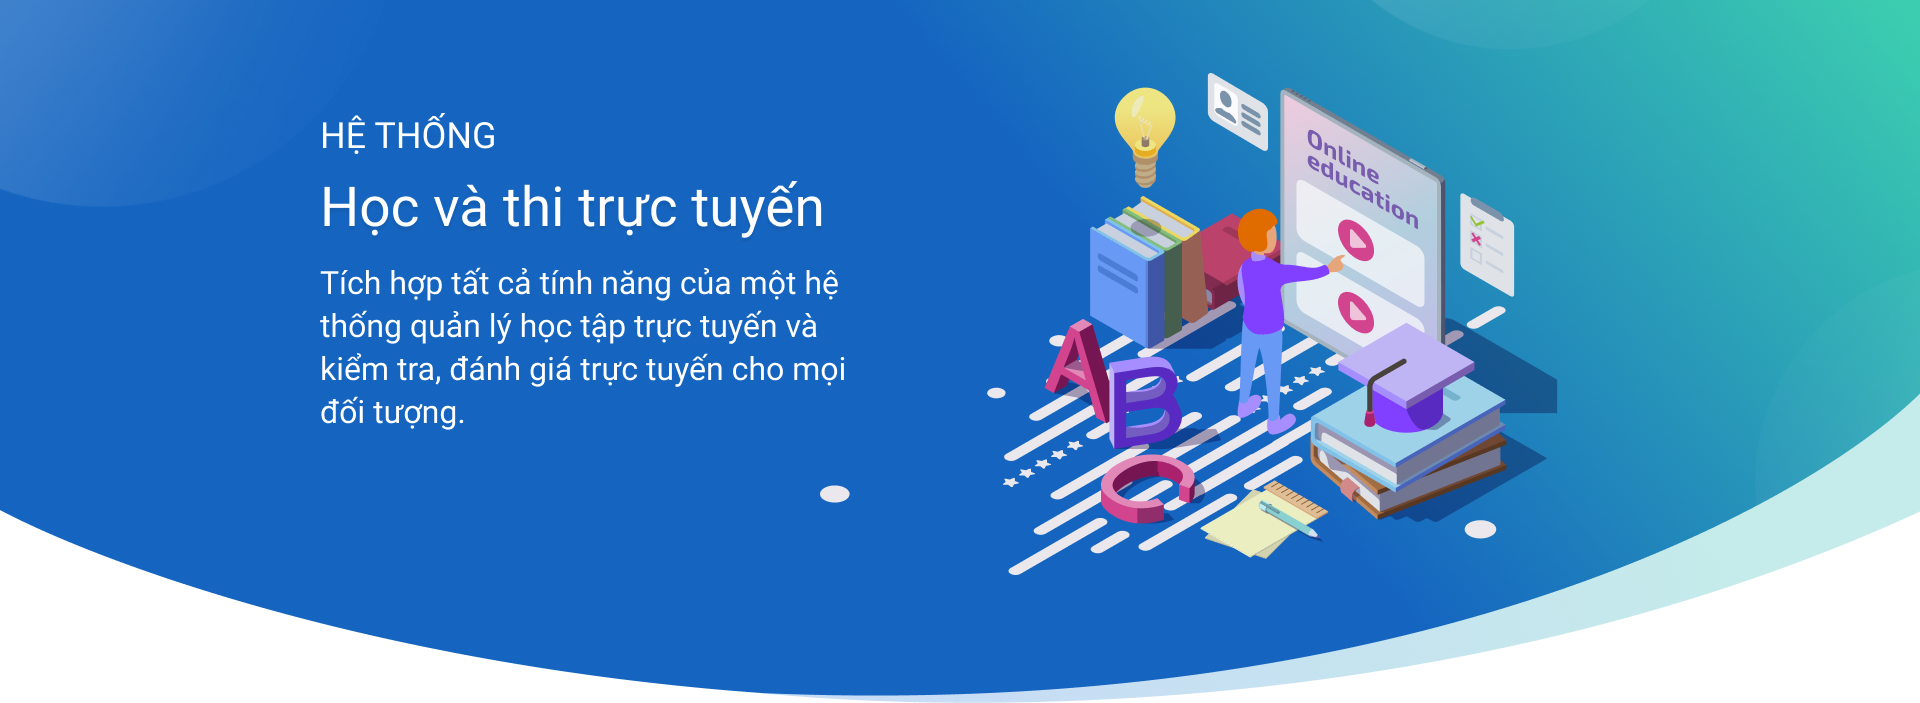 HỆ THỐNG
Học và thi trực tuyến
Tích hợp tất cả tính năng của một hệ
thống quản lý học tập trực tuyến và
kiểm tra, đánh giá trực tuyến cho mọi
đối tượng.
Online
education
A
B
C